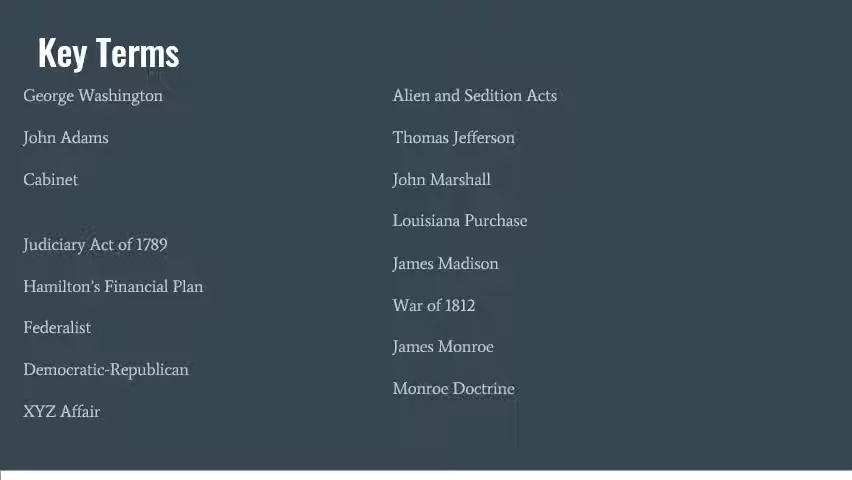 Key Terms
George Washington
John Adams
Cabinet
Judiciary Act of 1789
Hamilton's Financial Plan
Federalist
Democratic-Republican
XYZ Affair
Alien and Sedition Acts
Thomas Jefferson
John Marshall
Louisiana Purchase
James Madison
War of 1812
James Monroe
Monroe Doctrine